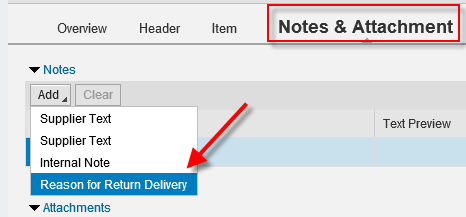 Overview Header Item Notes & Attachment
Notes
Add Clear
Supplier Text
Text Preview
Supplier Text
Internal Note
Reason for Return Delivery
Attachments